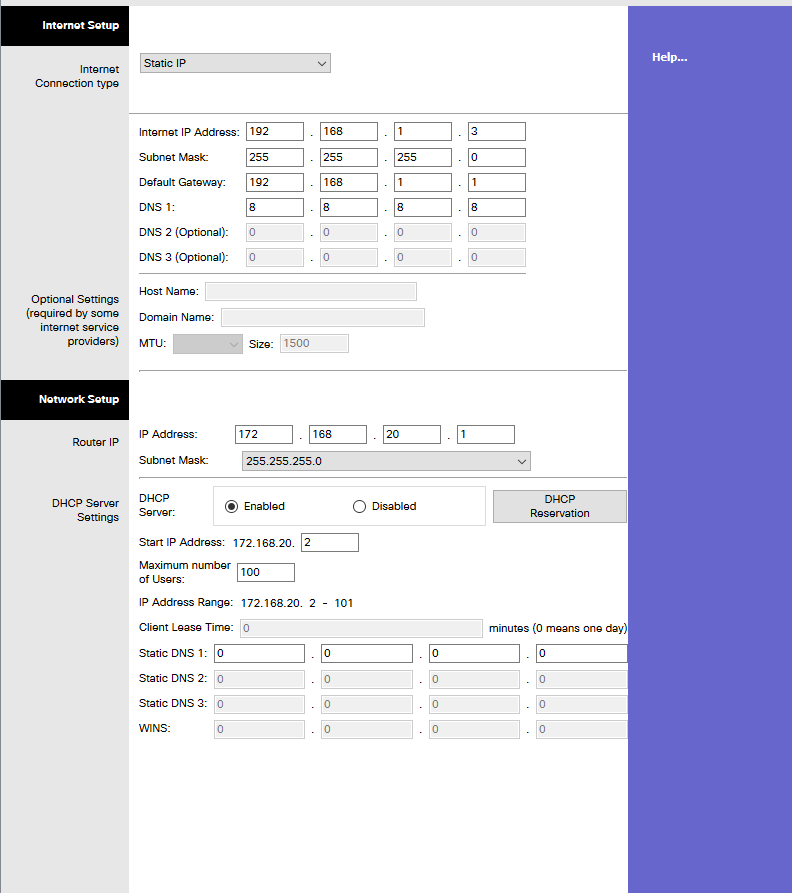 Internet Setup
Internet
Connection type
Static IP
Help...
Internet IP Address: 192 . 168 . 1 . 3
Subnet Mask: 255 . 255 . 255 . 0
Default Gateway: 192 . 168 . 1 . 1
DNS 1: 8 . 8 . 8 . 8
DNS 2 (Optional): 0 . 0 . 0 . 0
DNS 3 (Optional): 0 . 0 . 0 . 0
Optional Settings
(required by some
internet service
providers)
Host Name:
Domain Name:
MTU: Size: 1500
Network Setup
Router IP
IP Address: 172 . 168 . 20 . 1
Subnet Mask: 255.255.255.0
DHCP Server
Settings
DHCP
Server:
Enabled Disabled
DHCP
Reservation
Start IP Address: 172.168.20. 2
Maximum number
of Users:
100
IP Address Range: 172.168.20. 2 - 101
Client Lease Time: 0 minutes (0 means one day)
Static DNS 1: 0 . 0 . 0 . 0
Static DNS 2: 0 . 0 . 0 . 0
Static DNS 3: 0 . 0 . 0 . 0
WINS: 0 . 0 . 0 . 0